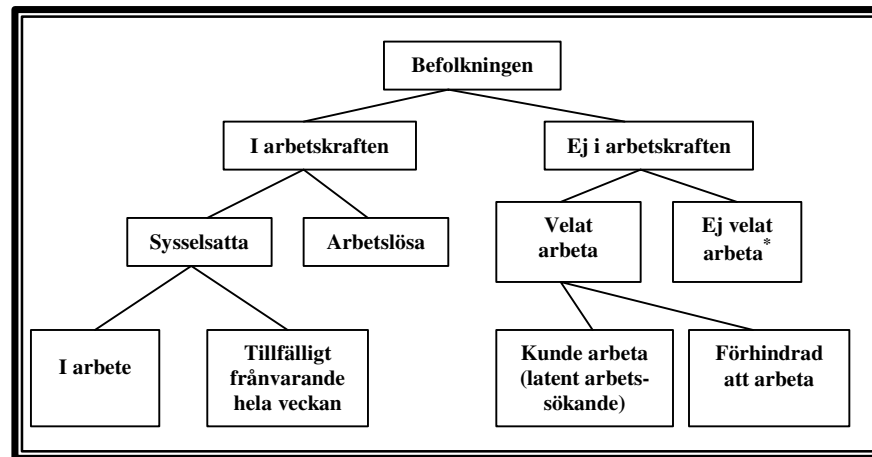 Befolkningen
I arbetskraften
Ej i arbetskraften
Sysselsatta
Arbetslösa
Velat
arbeta
Ej velat
arbeta*
I arbete
Tillfälligt
frånvarande
hela veckan
Kunde arbeta
(latent arbets-
sökande)
Förhindrad
att arbeta